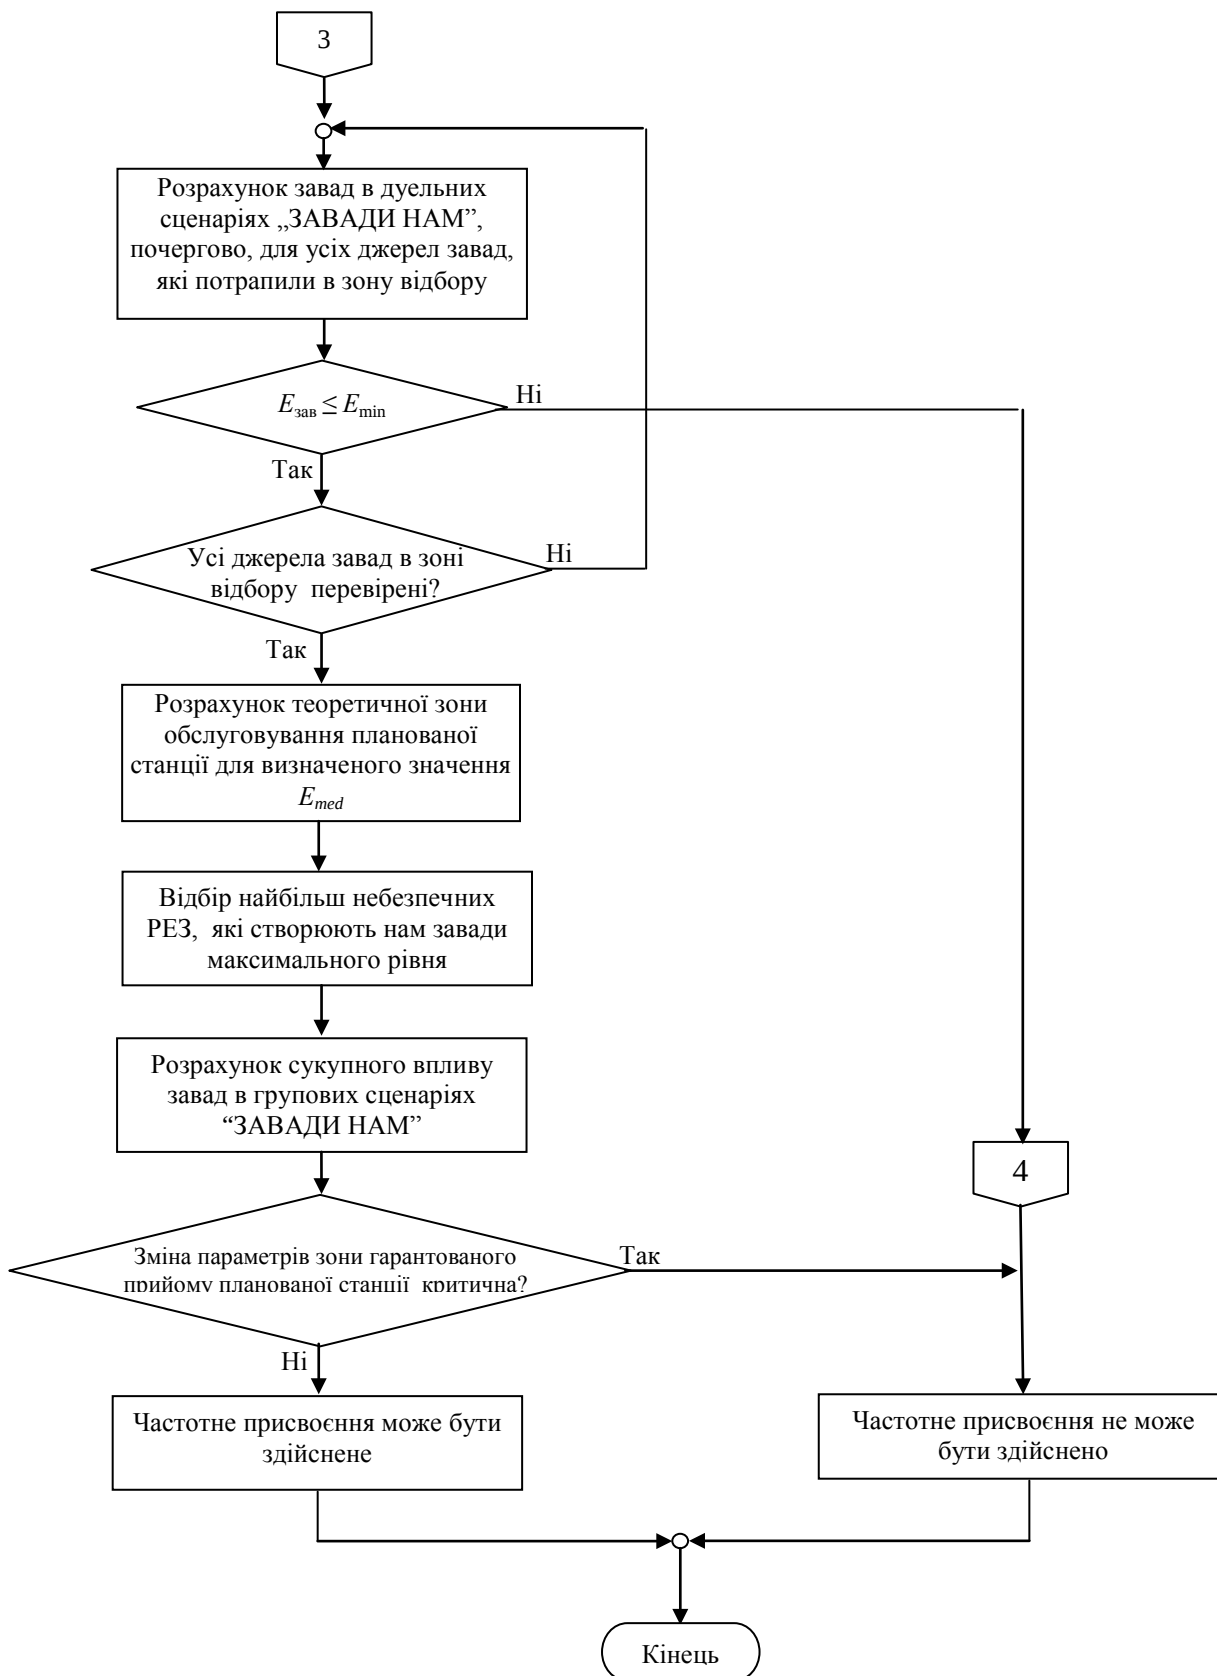 3
Розрахунок завад в дуельних
сценаріях „ЗАВАДИ НАМ”,
почергово, для усіх джерел завад,
які потрапили в зону відбору
Eзав ≤ Emin
Ні
Так
Усі джерела завад в зоні
відбору перевірені?
Ні
Так
Розрахунок теоретичної зони
обслуговування планованої
станції для визначеного значення
Emed
Відбір найбільш небезпечних
РЕЗ, які створюють нам завади
максимального рівня
Розрахунок сукупного впливу
завад в групових сценаріях
“ЗАВАДИ НАМ”
4
Зміна параметрів зони гарантованого
прийому планованої станції критична?
Так
Ні
Частотне присвоєння може бути
здійснене
Частотне присвоєння не може
бути здійснено
Кінець